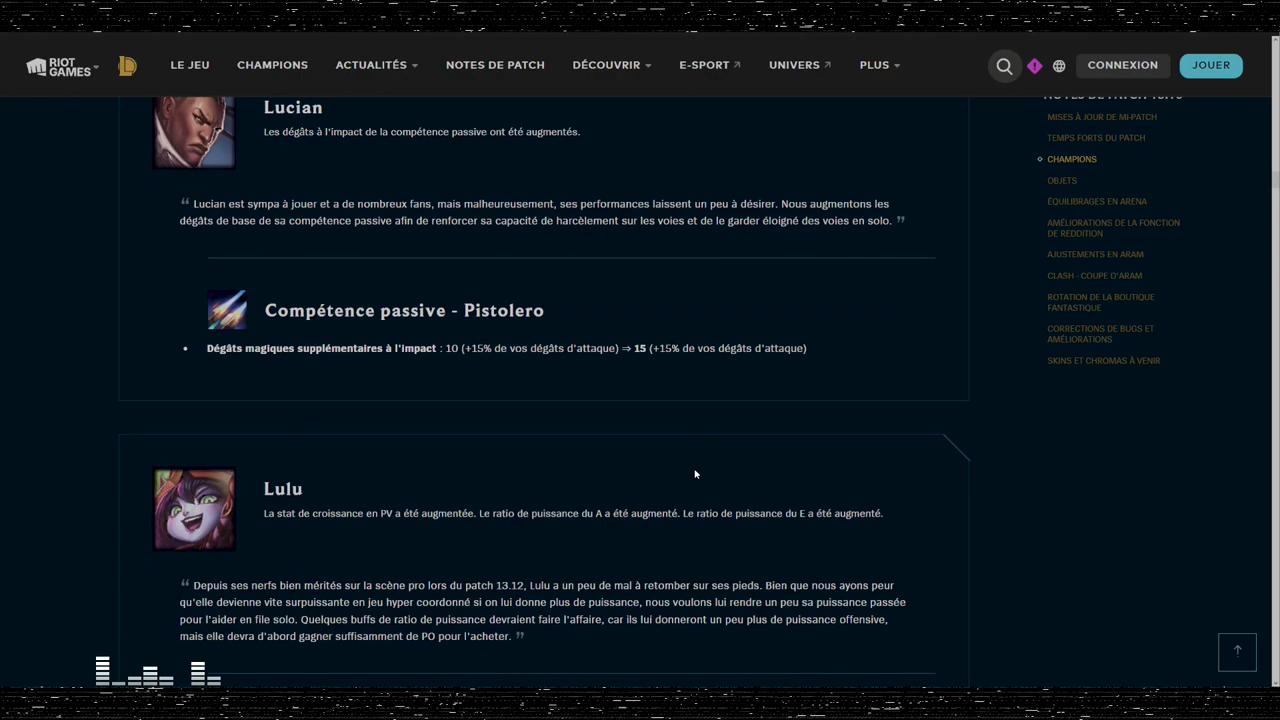 RIOT GAMES
LE JEU
CHAMPIONS
ACTUALITÉS
NOTES DE PATCH
DÉCOUVRIR
E-SPORT
UNIVERS
PLUS
CONNEXION
JOUER
Lucian
Les dégâts à l'impact de la compétence passive ont été augmentés.
Lucian est sympa à jouer et a de nombreux fans, mais malheureusement, ses performances laissent un peu à désirer. Nous augmentons les
dégâts de base de sa compétence passive afin de renforcer sa capacité de harcèlement sur les voies et de le garder éloigné des voies en solo.
Compétence passive - Pistolero
• Dégâts magiques supplémentaires à l'impact : 10 (+15% de vos dégâts d'attaque) ⇒ 15 (+15% de vos dégâts d'attaque)
Lulu
La stat de croissance en PV a été augmentée. Le ratio de puissance du A a été augmenté. Le ratio de puissance du E a été augmenté.
Depuis ses nerfs bien mérités sur la scène pro lors du patch 13.12, Lulu a un peu de mal à retomber sur ses pieds. Bien que nous ayons peur
qu'elle devienne vite surpuissante en jeu hyper coordonné si on lui donne plus de puissance, nous voulons lui rendre un peu sa puissance passée
pour l'aider en file solo. Quelques buffs de ratio de puissance devraient faire l'affaire, car ils lui donneront un peu plus de puissance offensive,
mais elle devra d'abord gagner suffisamment de PO pour l'acheter.
MISES À JOUR DE MI-PATCH
TEMPS FORTS DU PATCH
CHAMPIONS
OBJETS
ÉQUILIBRAGES EN ARENA
AMÉLIORATIONS DE LA FONCTION
DE REDDITION
AJUSTEMENTS EN ARAM
CLASH - COUPE D'ARAM
ROTATION DE LA BOUTIQUE
FANTASTIQUE
CORRECTIONS DE BUGS ET
AMÉLIORATIONS
SKINS ET CHROMAS À VENIR